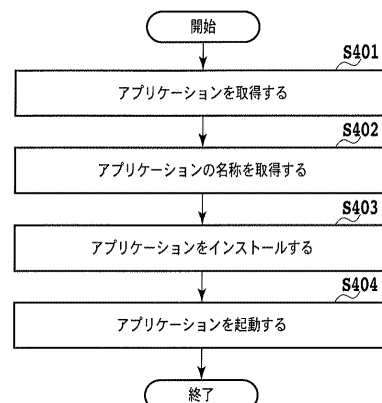 開始
S401
アプリケーションを取得する
S402
アプリケーションの名称を取得する
S403
アプリケーションをインストールする
S404
アプリケーションを起動する
終了